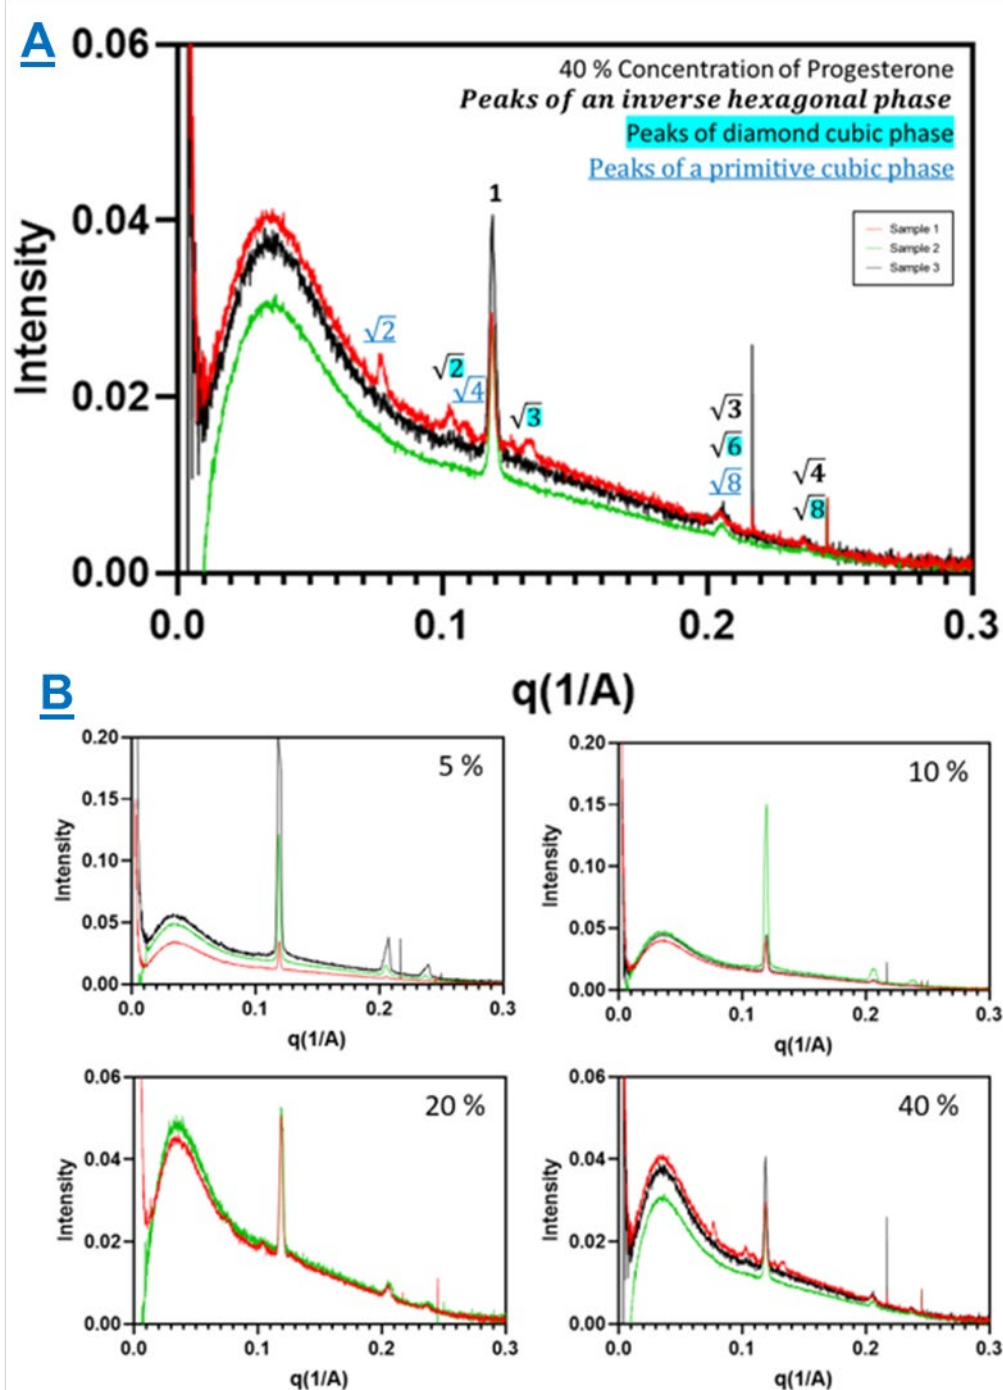 A
0.06
40 % Concentration of Progesterone
Peaks of an inverse hexagonal phase
Peaks of diamond cubic phase
Peaks of a primitive cubic phase
1
0.04
Sample 1
Sample 2
Sample 3
Intensity
√2
√2
√4
√3
√3
√6
√8
√4
√8
0.02
0.00
0.0 0.1 0.2 0.3
q(1/A)
B
0.20
5 %
0.15
Intensity
0.10
0.05
0.00
0.0 0.1 0.2 0.3
q(1/A)
0.20
10 %
0.15
Intensity
0.10
0.05
0.00
0.0 0.1 0.2 0.3
q(1/A)
0.06
20 %
0.04
Intensity
0.02
0.00
0.0 0.1 0.2 0.3
q(1/A)
0.06
40 %
0.04
Intensity
0.02
0.00
0.0 0.1 0.2 0.3
q(1/A)